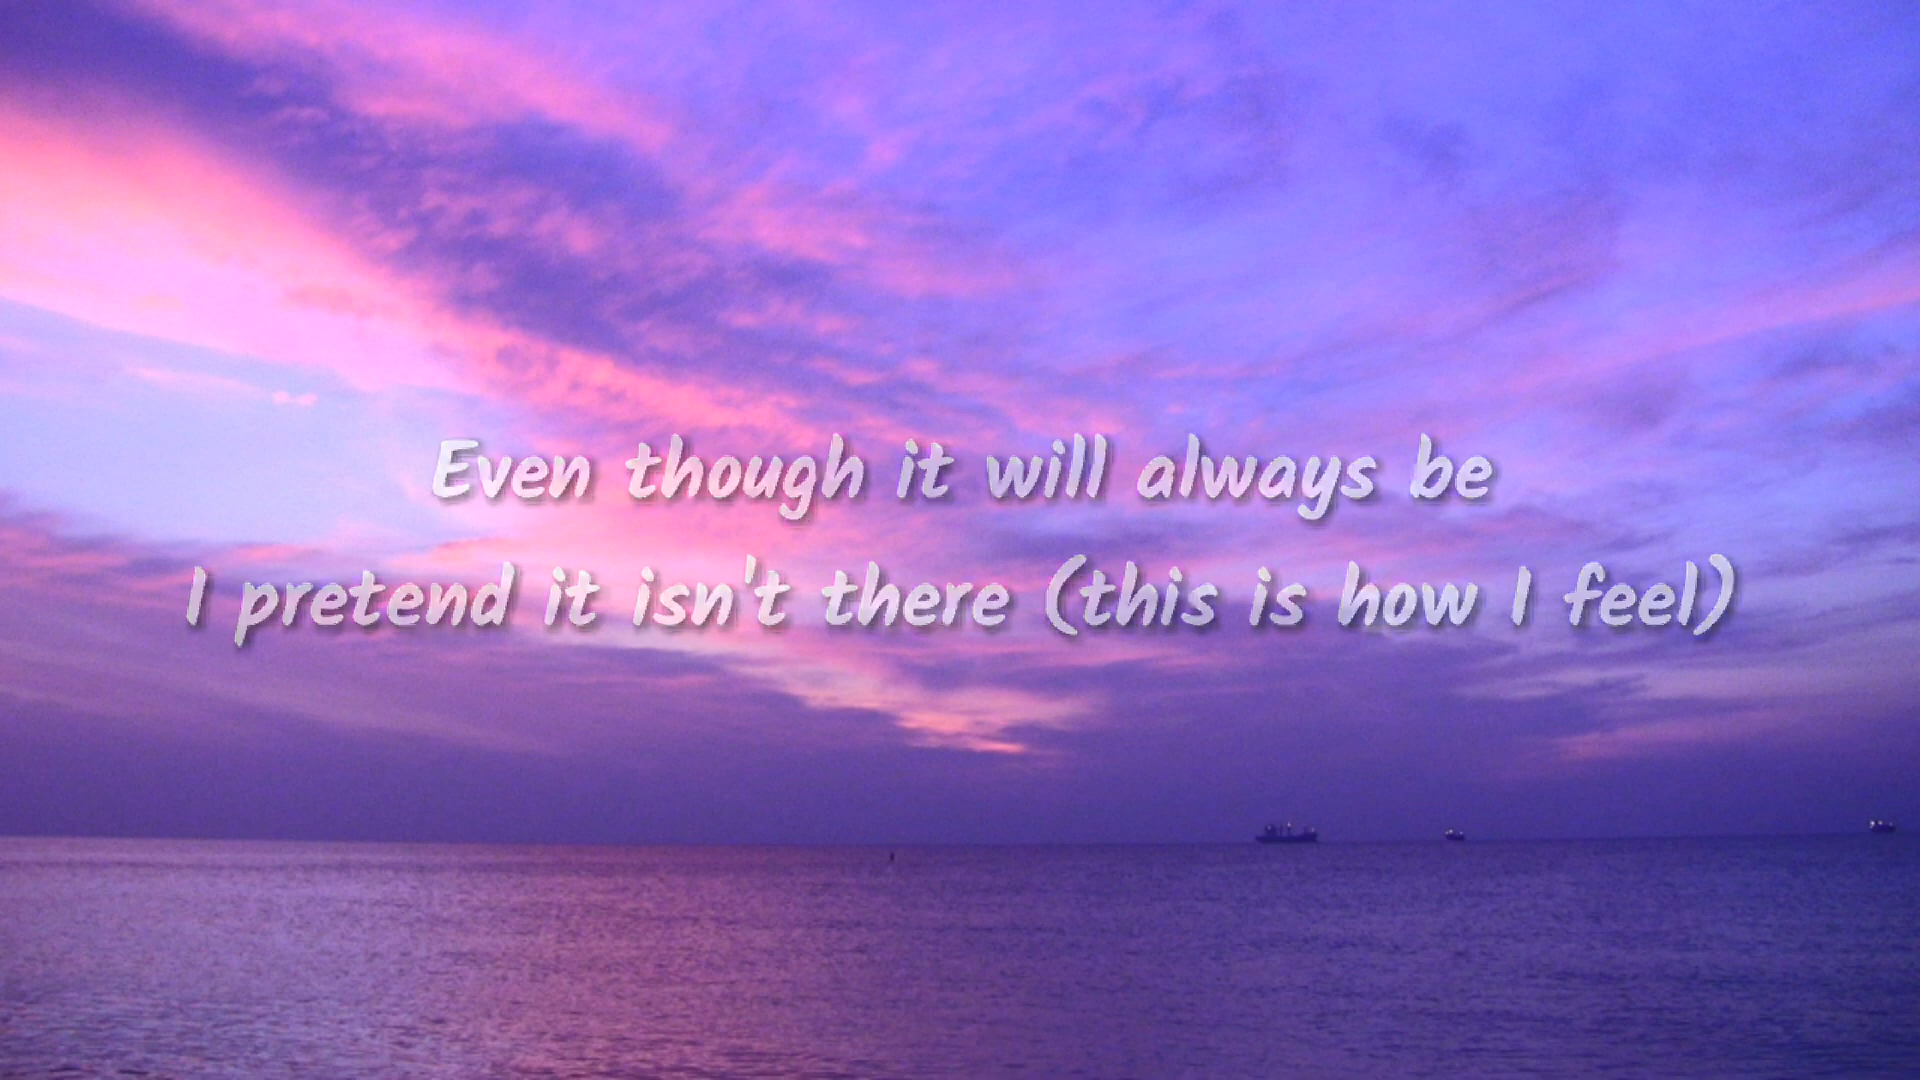 Even though it will always be
I pretend it isn't there (this is how I feel)